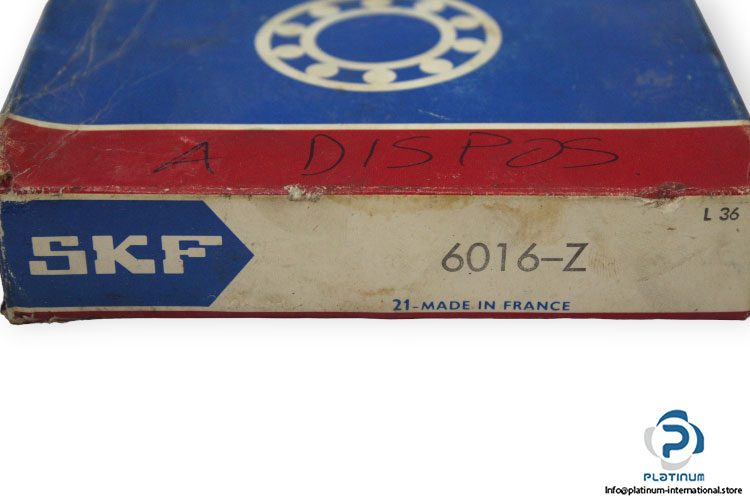 A DISPOS
L 36
SKF
6016-Z
21-MADE IN FRANCE
PLATINUM
Info@platinum-international.store